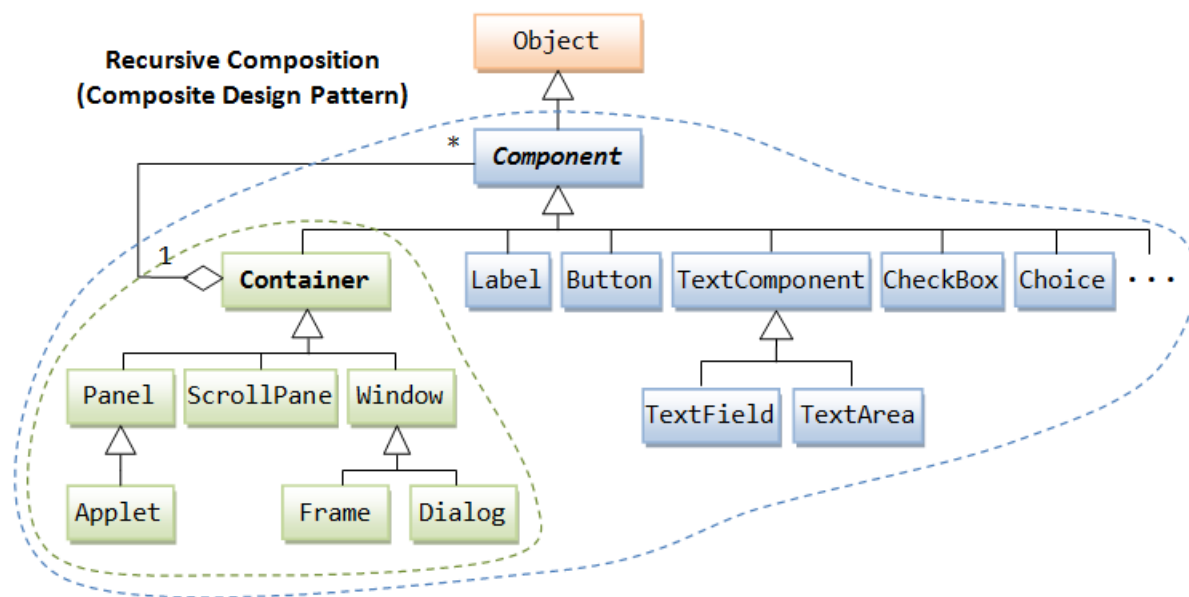 Object
Recursive Composition
(Composite Design Pattern)
*
Component
1
Container
Label
Button
TextComponent
CheckBox
Choice
...
Panel
ScrollPane
Window
TextField
TextArea
Applet
Frame
Dialog